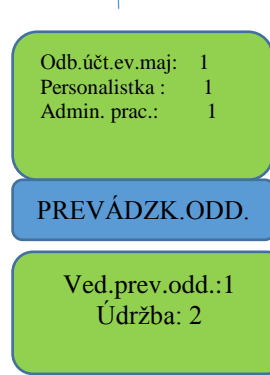 Odb.účt.ev.maj: 1
Personalistka : 1
Admin. prac.: 1
PREVÁDZK.ODD.
Ved.prev.odd.:1
Údržba: 2